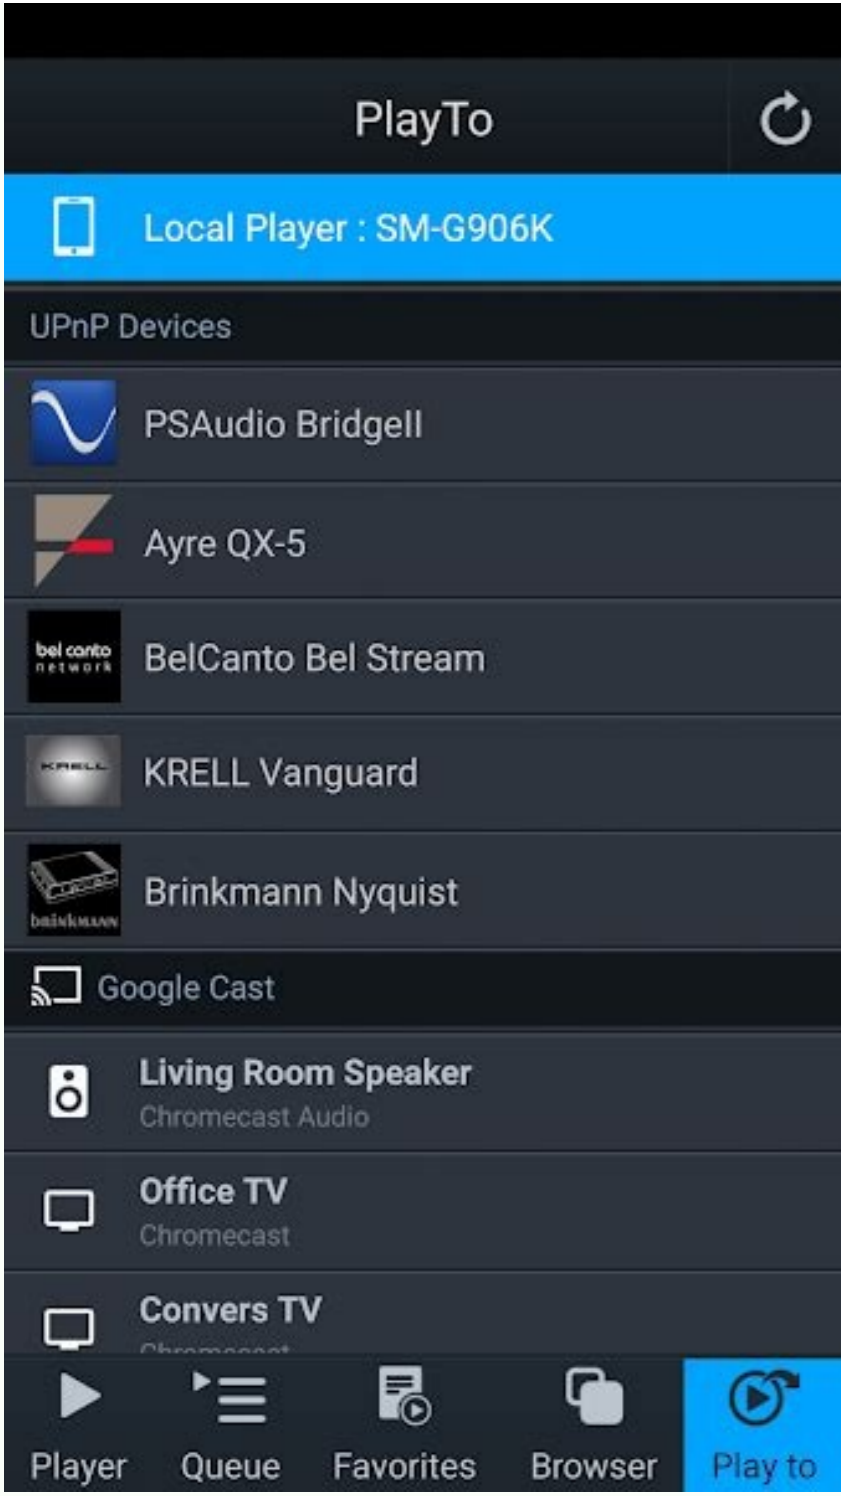 PlayTo
Local Player : SM-G906K
UPnP Devices
PSAudio BridgeII
Ayre QX-5
bel canto
network
BelCanto Bel Stream
KRELL
KRELL Vanguard
brinkmann
Brinkmann Nyquist
Google Cast
Living Room Speaker
Chromecast Audio
Office TV
Chromecast
Convers TV
Chromecast
Player
Queue
Favorites
Browser
Play to